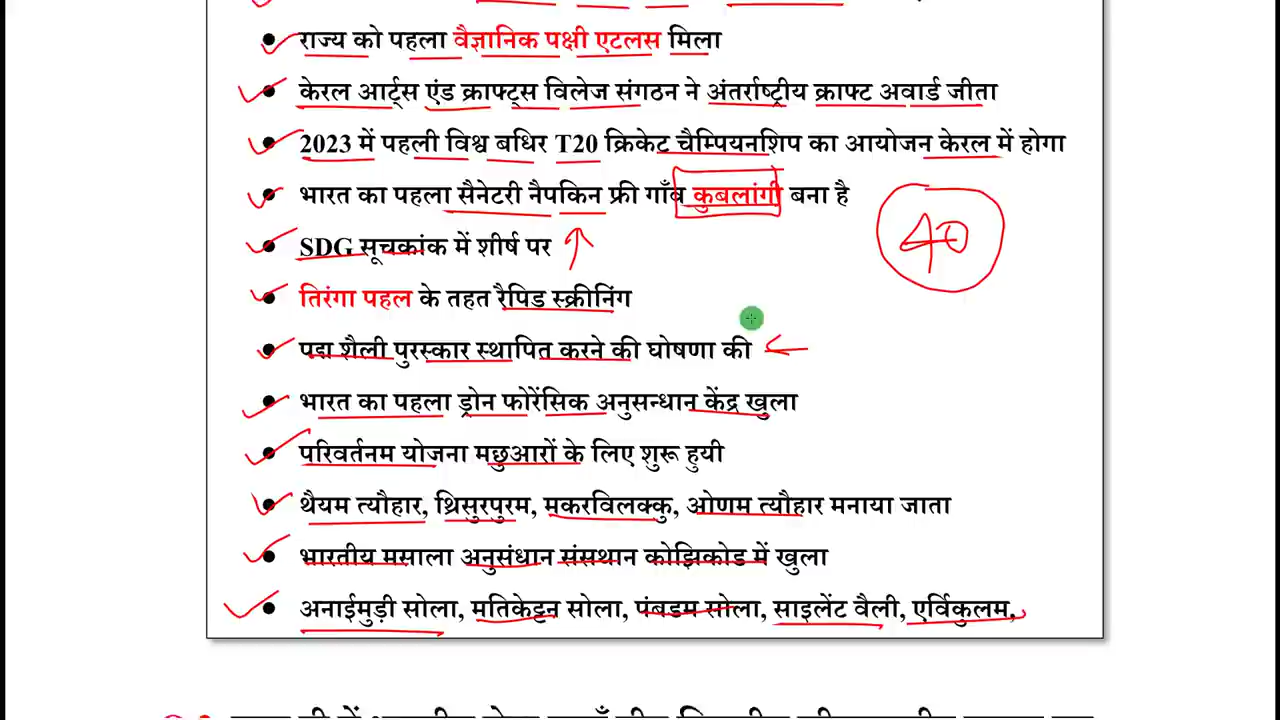 राज्य को पहला वैज्ञानिक पक्षी एटलस मिला
केरल आर्ट्स एंड क्राफ्ट्स विलेज संगठन ने अंतर्राष्ट्रीय क्राफ्ट अवार्ड जीता
2023 में पहली विश्व बधिर T20 क्रिकेट चैम्पियनशिप का आयोजन केरल में होगा
भारत का पहला सैनेटरी नैपकिन फ्री गाँव कुबलांगी बना है
40
SDG सूचकांक में शीर्ष पर
तिरंगा पहल के तहत रैपिड स्क्रीनिंग
पद्म शैली पुरस्कार स्थापित करने की घोषणा की
भारत का पहला ड्रोन फोरेंसिक अनुसन्धान केंद्र खुला
परिवर्तनम योजना मछुआरों के लिए शुरू हुयी
थैयम त्यौहार, थ्रिसुरपुरम, मकरविलक्कु, ओणम त्यौहार मनाया जाता
भारतीय मसाला अनुसंधान संसथान कोझिकोड में खुला
अनाईमुड़ी सोला, मतिकेट्टन सोला, पंबडम सोला, साइलेंट वैली, एर्विकुलम,